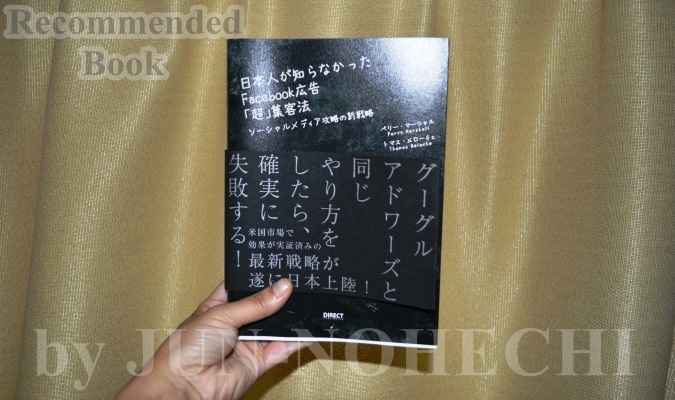 Recommended
Book
日本人が知らなかった
Facebook広告
「超」集客法
ソーシャルメディア攻略の新戦略
ペリー・マーシャル
Perry Marshall
トマス・メローチェ
Thomas Meloche
グーグル
アドワーズと
同じ
やり方を
したら、
確実に
失敗する!
米国市場で
効果が実証済みの
最新戦略が
遂に日本上陸!
DIRECT
by JUN NOHECHI